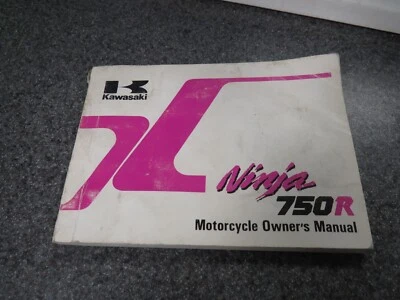 Kawasaki
Ninja
750R
Motorcycle Owner's Manual